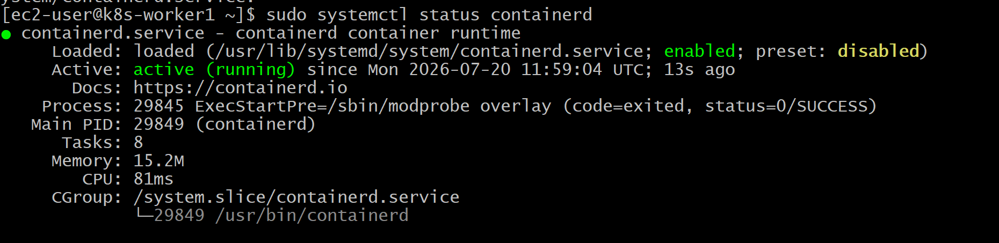 ystem/containerd.service.
[ec2-user@k8s-worker1 ~]$ sudo systemctl status containerd
● containerd.service - containerd container runtime
     Loaded: loaded (/usr/lib/systemd/system/containerd.service; enabled; preset: disabled)
     Active: active (running) since Mon 2026-07-20 11:59:04 UTC; 13s ago
       Docs: https://containerd.io
    Process: 29845 ExecStartPre=/sbin/modprobe overlay (code=exited, status=0/SUCCESS)
   Main PID: 29849 (containerd)
      Tasks: 8
     Memory: 15.2M
        CPU: 81ms
     CGroup: /system.slice/containerd.service
             └─29849 /usr/bin/containerd